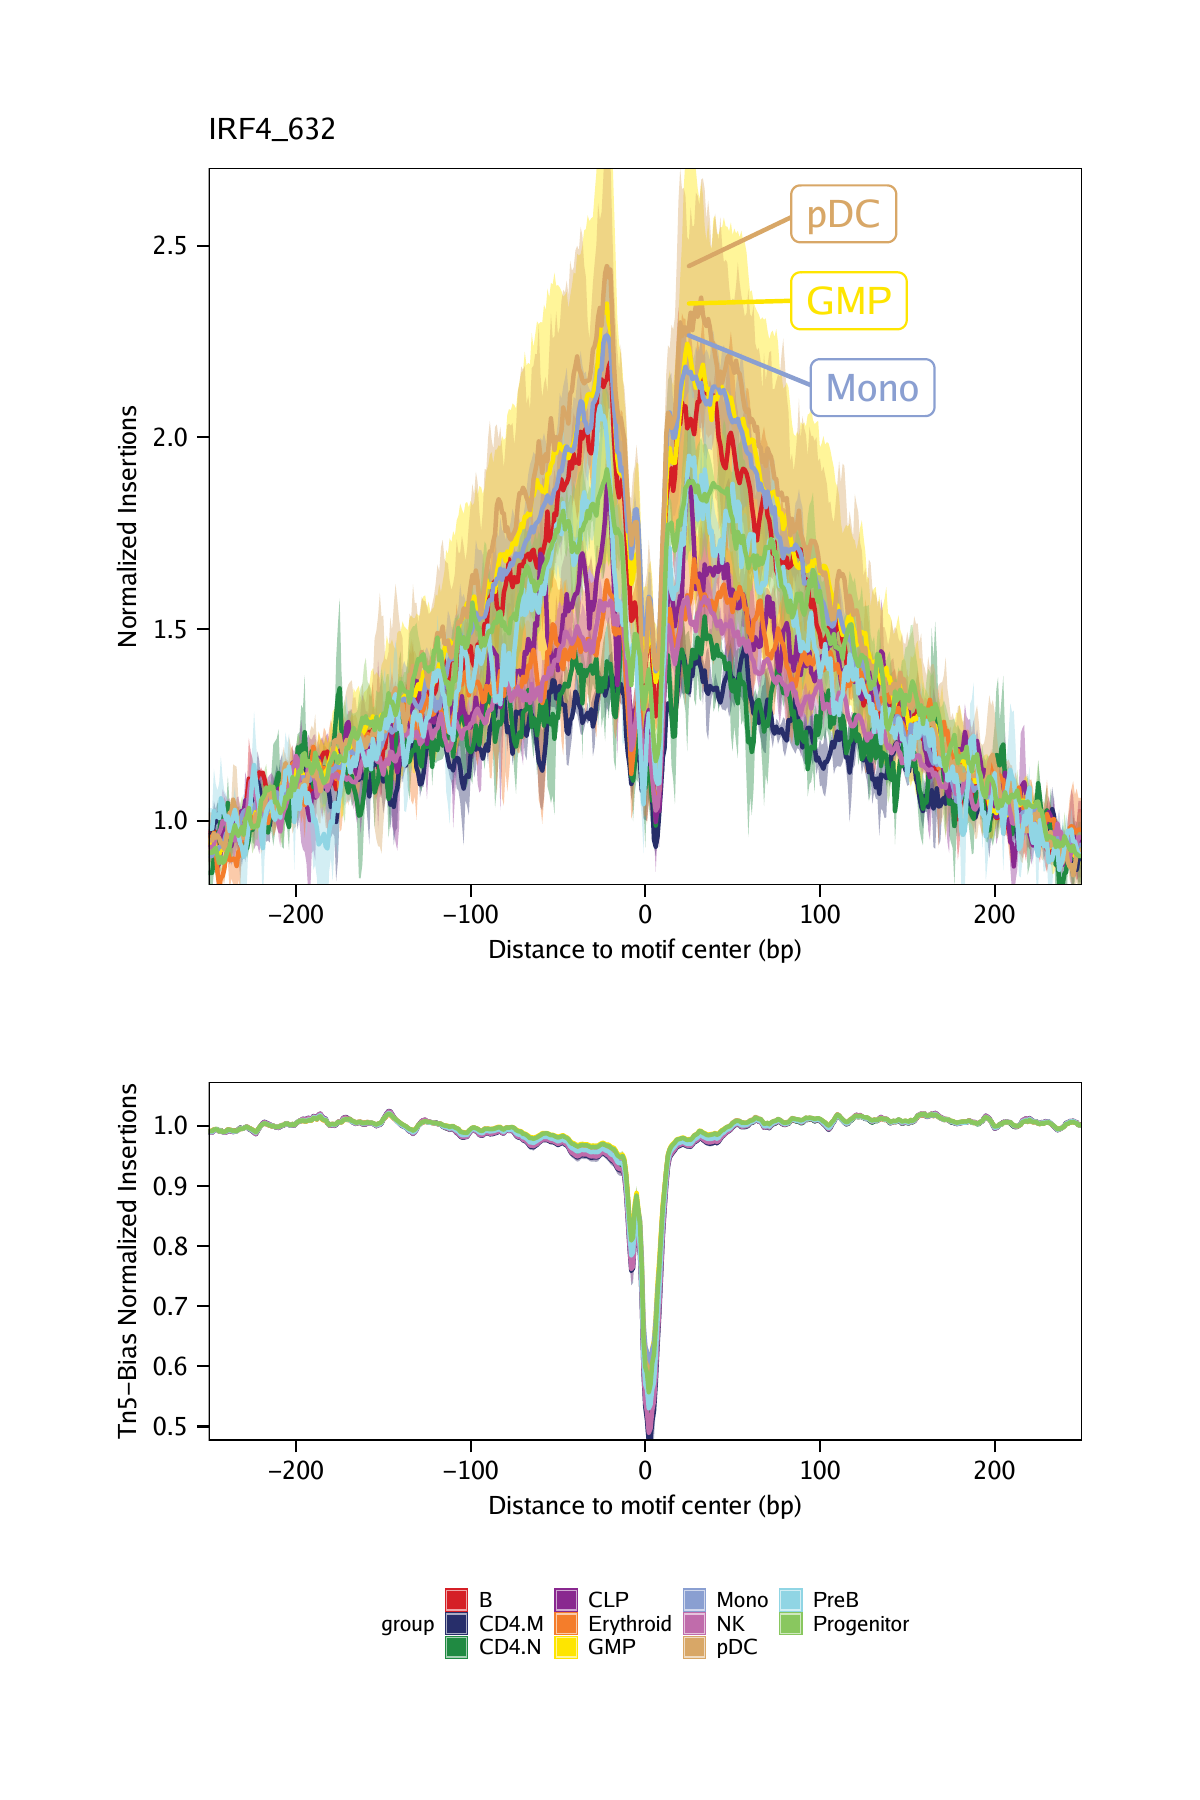 IRF4_632
Normalized Insertions
2.5
2.0
1.5
1.0
pDC
GMP
Mono
−200 −100 0 100 200
Distance to motif center (bp)
Tn5−Bias Normalized Insertions
1.0
0.9
0.8
0.7
0.6
0.5
−200 −100 0 100 200
Distance to motif center (bp)
group
B CLP Mono PreB
CD4.M Erythroid NK Progenitor
CD4.N GMP pDC